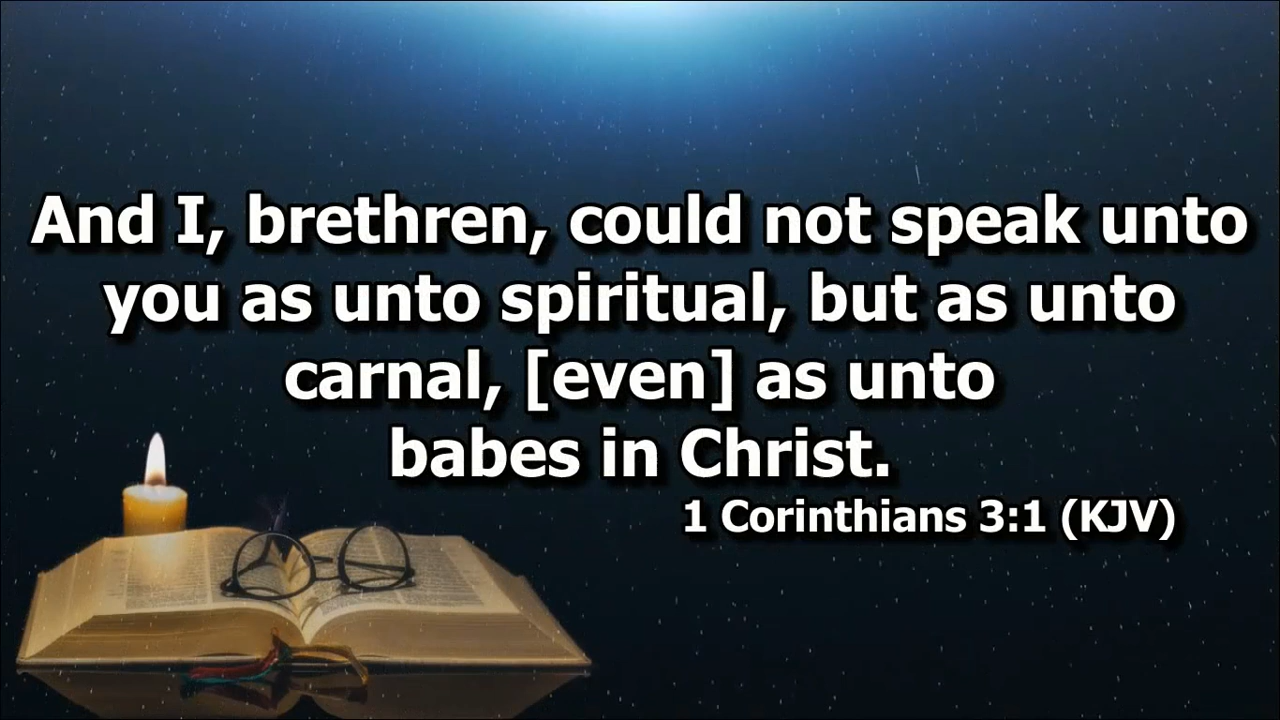 And I, brethren, could not speak unto
you as unto spiritual, but as unto
carnal, [even] as unto
babes in Christ.
1 Corinthians 3:1 (KJV)